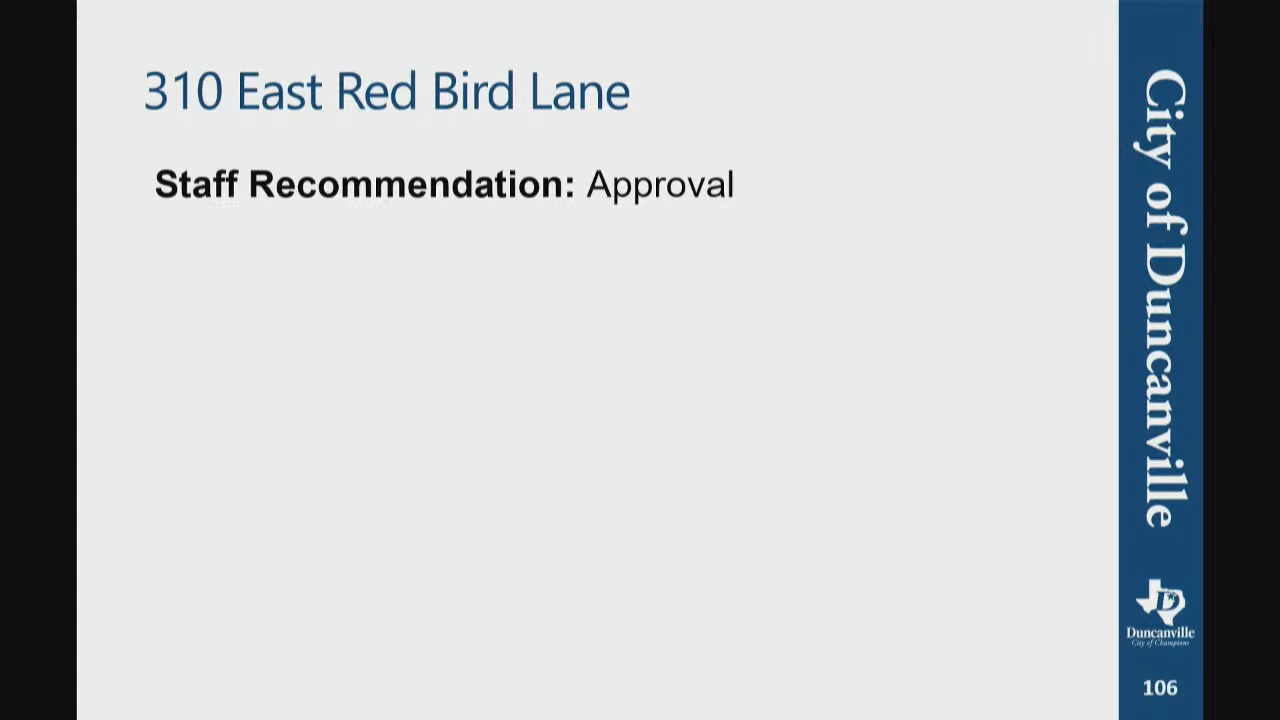 310 East Red Bird Lane
Staff Recommendation: Approval
City of Duncanville
D
Duncanville
City of Champions
106